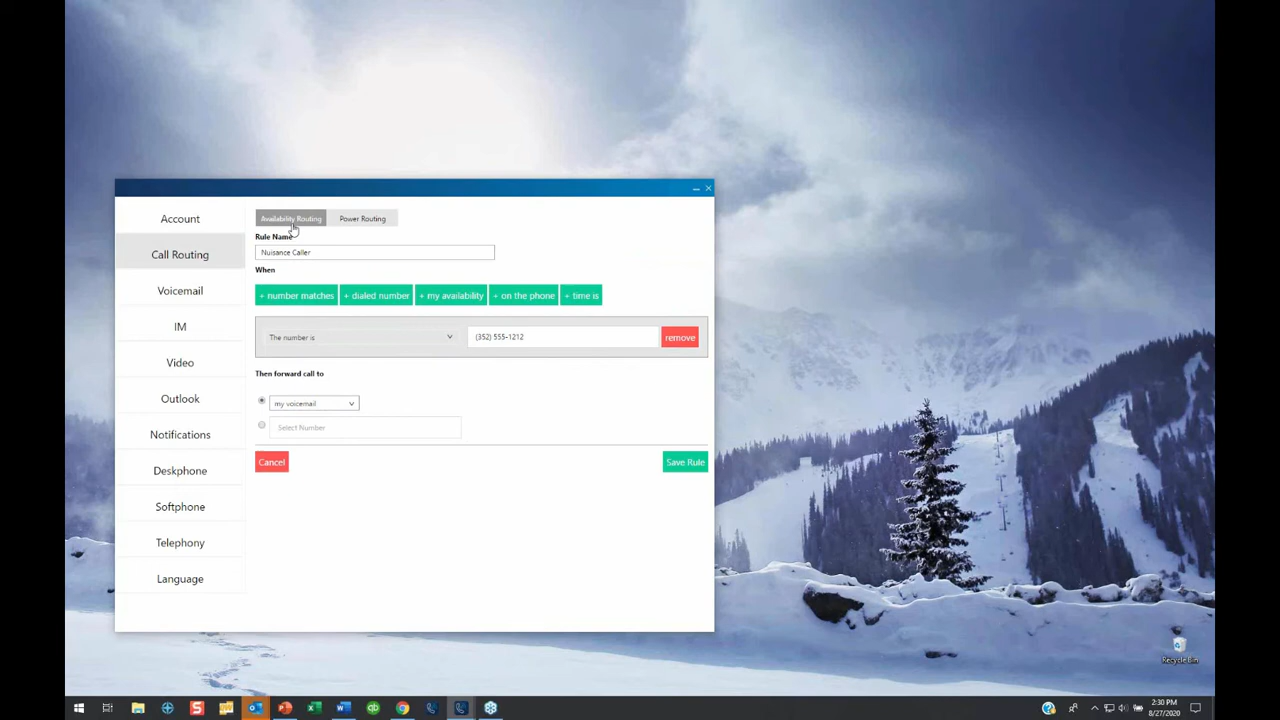 Account
Call Routing
Voicemail
IM
Video
Outlook
Notifications
Deskphone
Softphone
Telephony
Language
Availability Routing Power Routing
Rule Name
Nuisance Caller
When
+ number matches + dialed number + my availability + on the phone + time is
The number is (352) 555-1212 remove
Then forward call to
my voicemail
Select Number
Cancel Save Rule
Recycle Bin
2:30 PM
8/27/2020